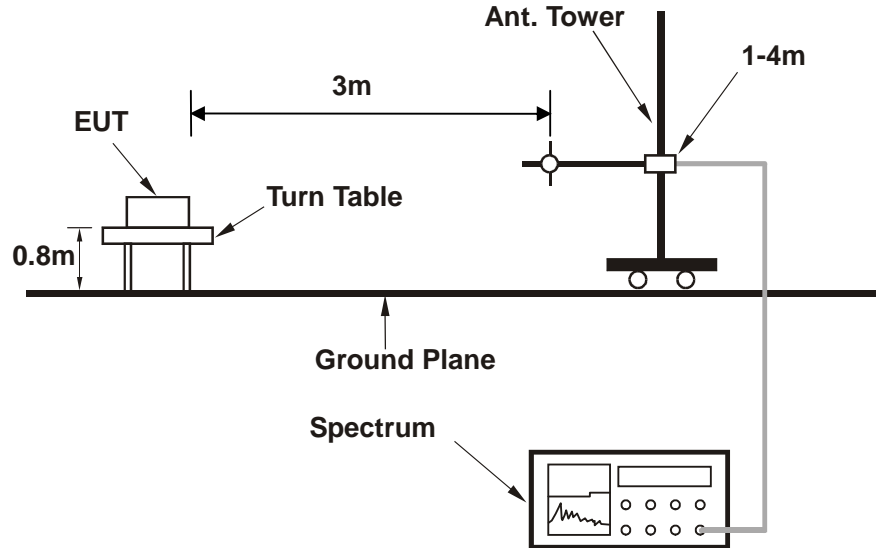 Ant. Tower
1-4m
3m
EUT
Turn Table
0.8m
Ground Plane
Spectrum